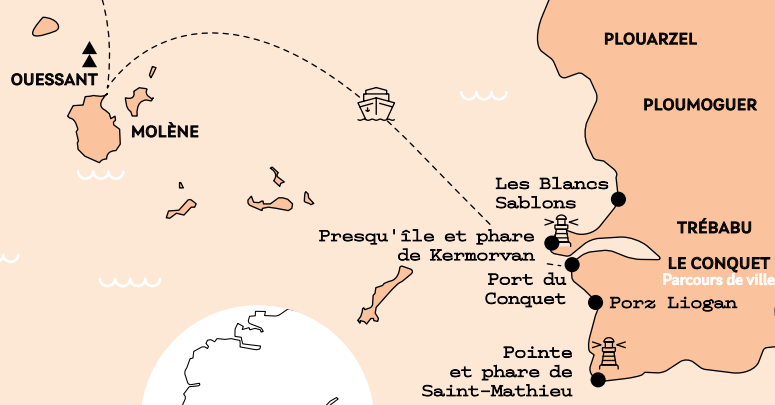 PLOUARZEL
OUESSANT
PLOUMOGUER
MOLÈNE
Les Blancs
Sablons
TRÉBABU
Presqu'île et phare
de Kermorvan
LE CONQUET
Parcours de ville
Port du
Conquet
Porz Liogan
Pointe
et phare de
Saint-Mathieu